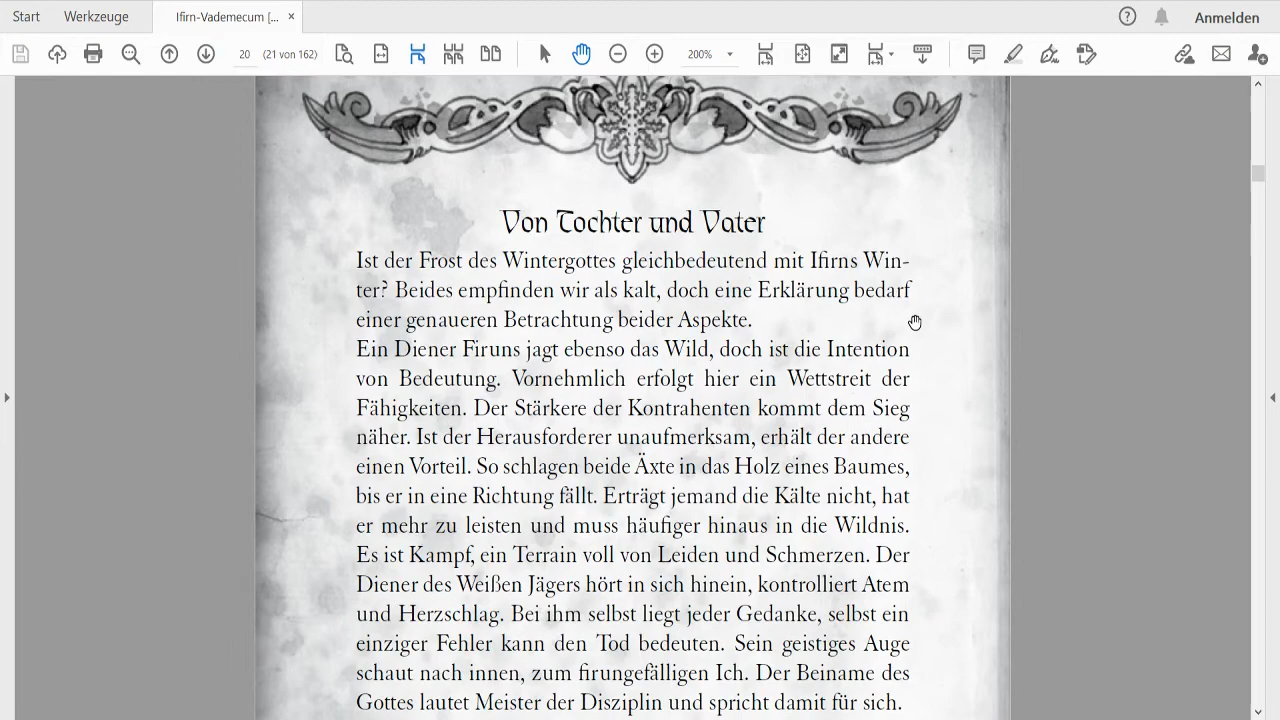 Start Werkzeuge Ifirn-Vademecum [... × Anmelden
20 (21 von 162) 200%
Von Tochter und Vater
Ist der Frost des Wintergottes gleichbedeutend mit Ifirns Win-
ter? Beides empfinden wir als kalt, doch eine Erklärung bedarf
einer genaueren Betrachtung beider Aspekte.
Ein Diener Firuns jagt ebenso das Wild, doch ist die Intention
von Bedeutung. Vornehmlich erfolgt hier ein Wettstreit der
Fähigkeiten. Der Stärkere der Kontrahenten kommt dem Sieg
näher. Ist der Herausforderer unaufmerksam, erhält der andere
einen Vorteil. So schlagen beide Äxte in das Holz eines Baumes,
bis er in eine Richtung fällt. Erträgt jemand die Kälte nicht, hat
er mehr zu leisten und muss häufiger hinaus in die Wildnis.
Es ist Kampf, ein Terrain voll von Leiden und Schmerzen. Der
Diener des Weißen Jägers hört in sich hinein, kontrolliert Atem
und Herzschlag. Bei ihm selbst liegt jeder Gedanke, selbst ein
einziger Fehler kann den Tod bedeuten. Sein geistiges Auge
schaut nach innen, zum firungefälligen Ich. Der Beiname des
Gottes lautet Meister der Disziplin und spricht damit für sich.